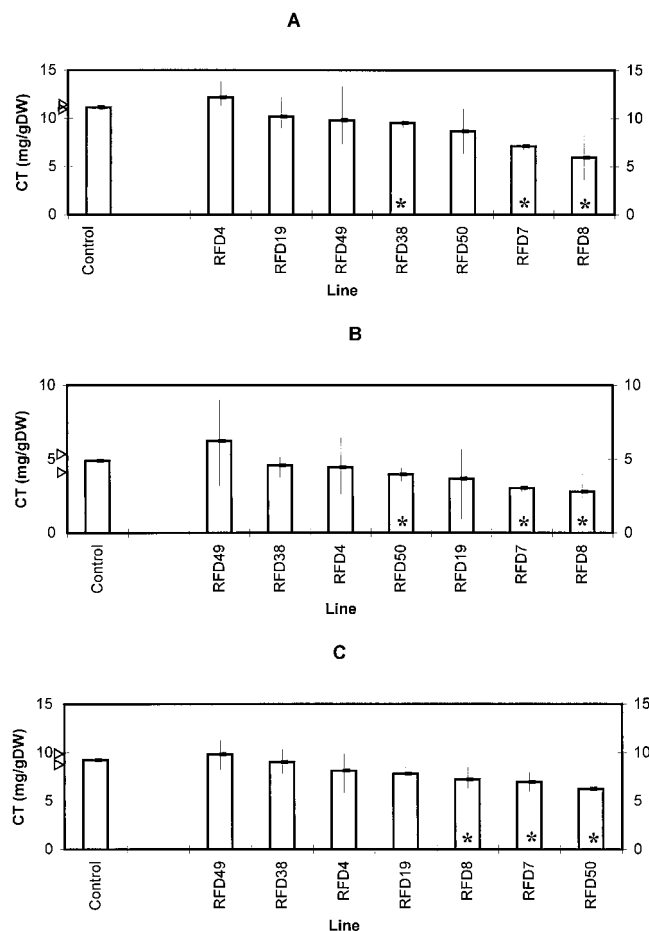 A
15
10
5
0
15
10
5
0
CT (mg/gDW)
*
*
*
Control
RFD4
RFD19
RFD49
RFD38
RFD50
RFD7
RFD8
Line
B
10
5
0
10
5
0
CT (mg/gDW)
*
*
*
Control
RFD49
RFD38
RFD4
RFD50
RFD19
RFD7
RFD8
Line
C
15
10
5
0
15
10
5
0
CT (mg/gDW)
*
*
*
Control
RFD49
RFD38
RFD4
RFD19
RFD8
RFD7
RFD50
Line